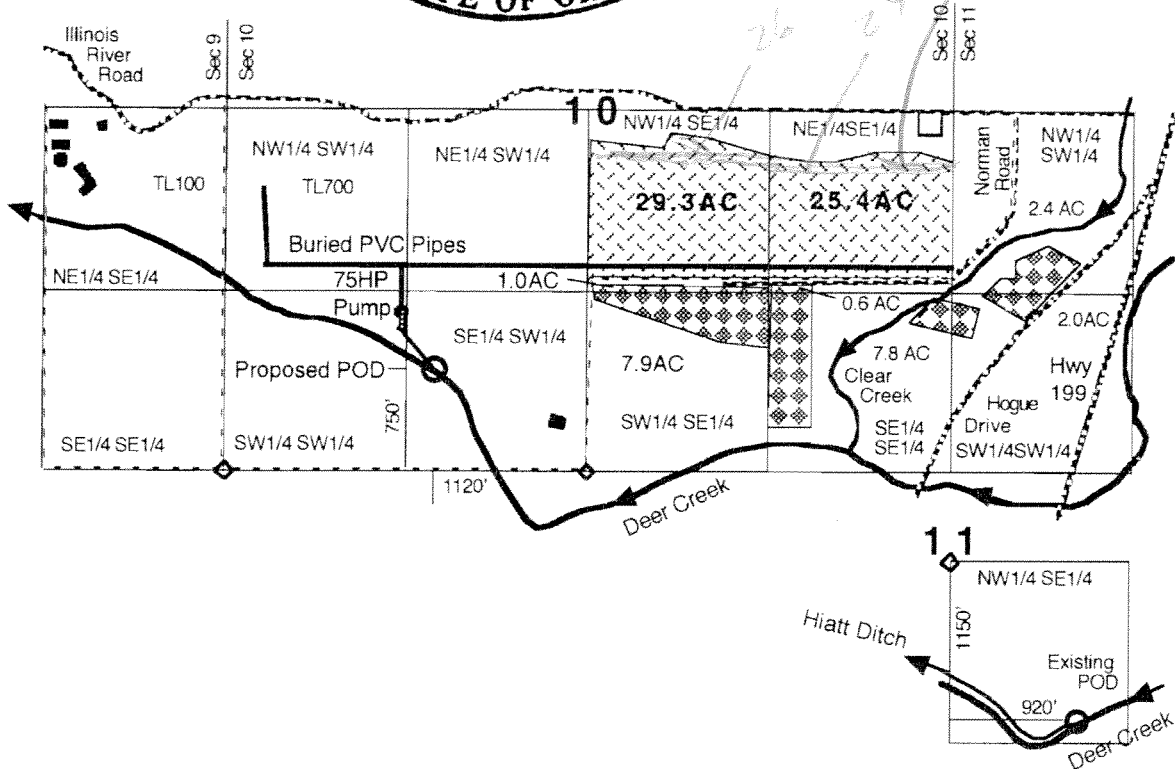 TE OF
Illinois
River
Road
Sec 9
Sec 10
Sec 10
Sec 11
26
10
NW1/4 SE1/4
NE1/4SE1/4
NW1/4
SW1/4
NW1/4 SW1/4
NE1/4 SW1/4
Norman
Road
TL100
TL700
29.3AC
25.4AC
2.4 AC
Buried PVC Pipes
NE1/4 SE1/4
75HP
Pump
1.0AC
0.6 AC
2.0AC
SE1/4 SW1/4
7.9AC
7.8 AC
Clear
Creek
Hwy
199
Proposed POD
750'
Hogue
Drive
SE1/4 SE1/4
SW1/4 SW1/4
SW1/4 SE1/4
SE1/4
SE1/4
SW1/4SW1/4
1120'
Deer Creek
11
NW1/4 SE1/4
Hiatt Ditch
1150'
Existing
POD
920'
Deer Creek